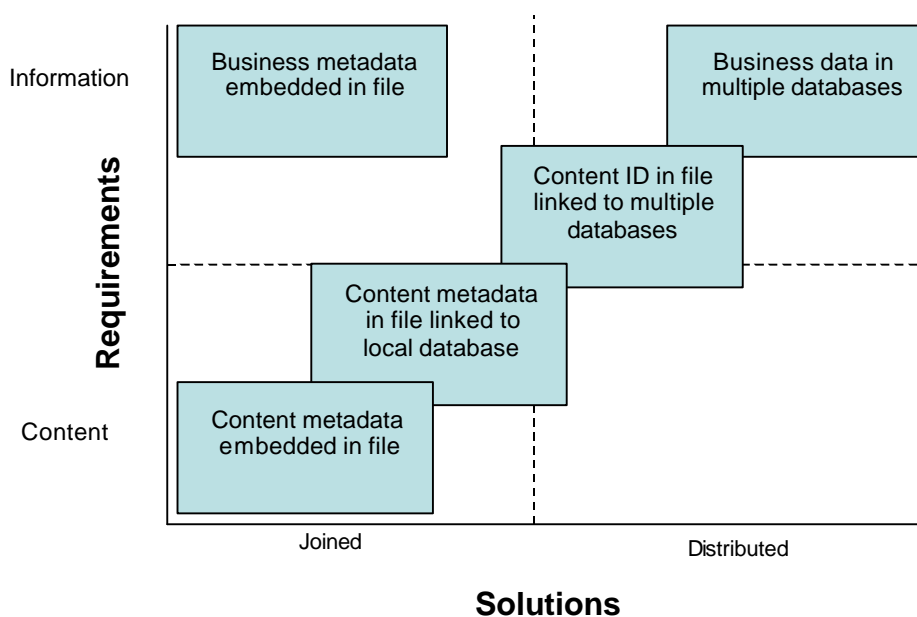 Information
Business metadata
embedded in file
Business data in
multiple databases
Content ID in file
linked to multiple
databases
Requirements
Content metadata
in file linked to
local database
Content
Content metadata
embedded in file
Joined
Distributed
Solutions